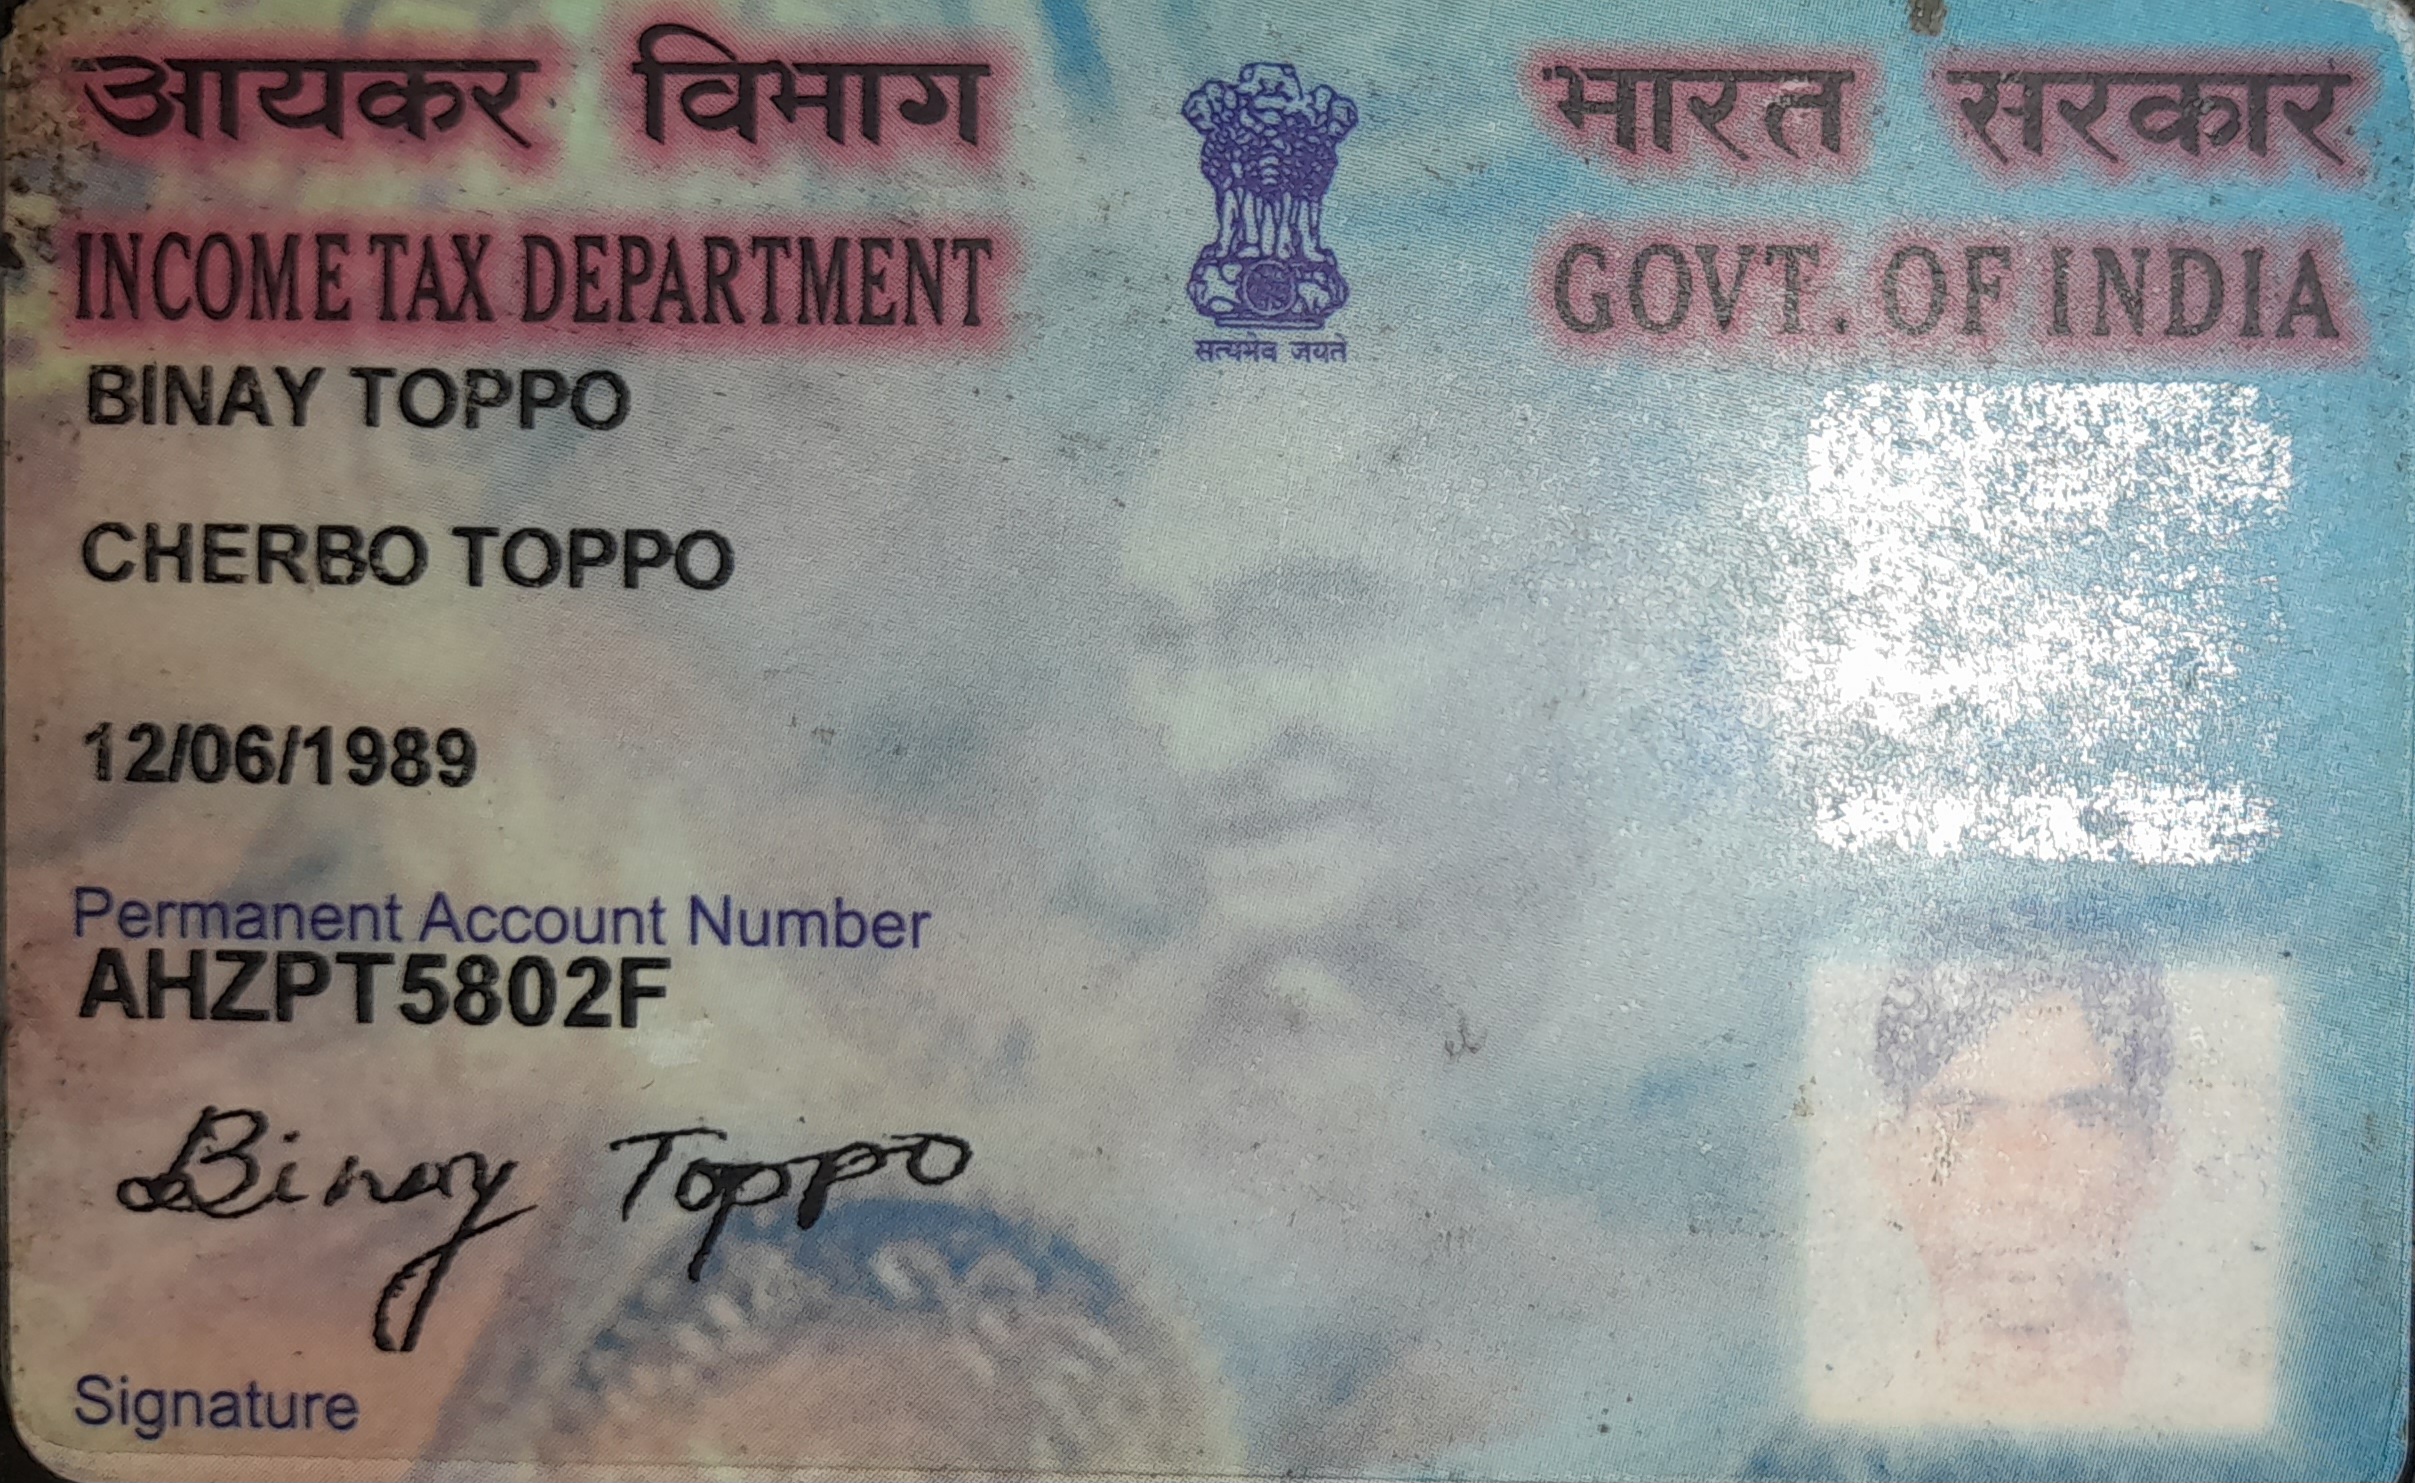 आयकर विभाग
INCOME TAX DEPARTMENT
सत्यमेव जयते
भारत सरकार
GOVT. OF INDIA
BINAY TOPPO
CHERBO TOPPO
12/06/1989
Permanent Account Number
AHZPT5802F
Binay Toppo
Signature